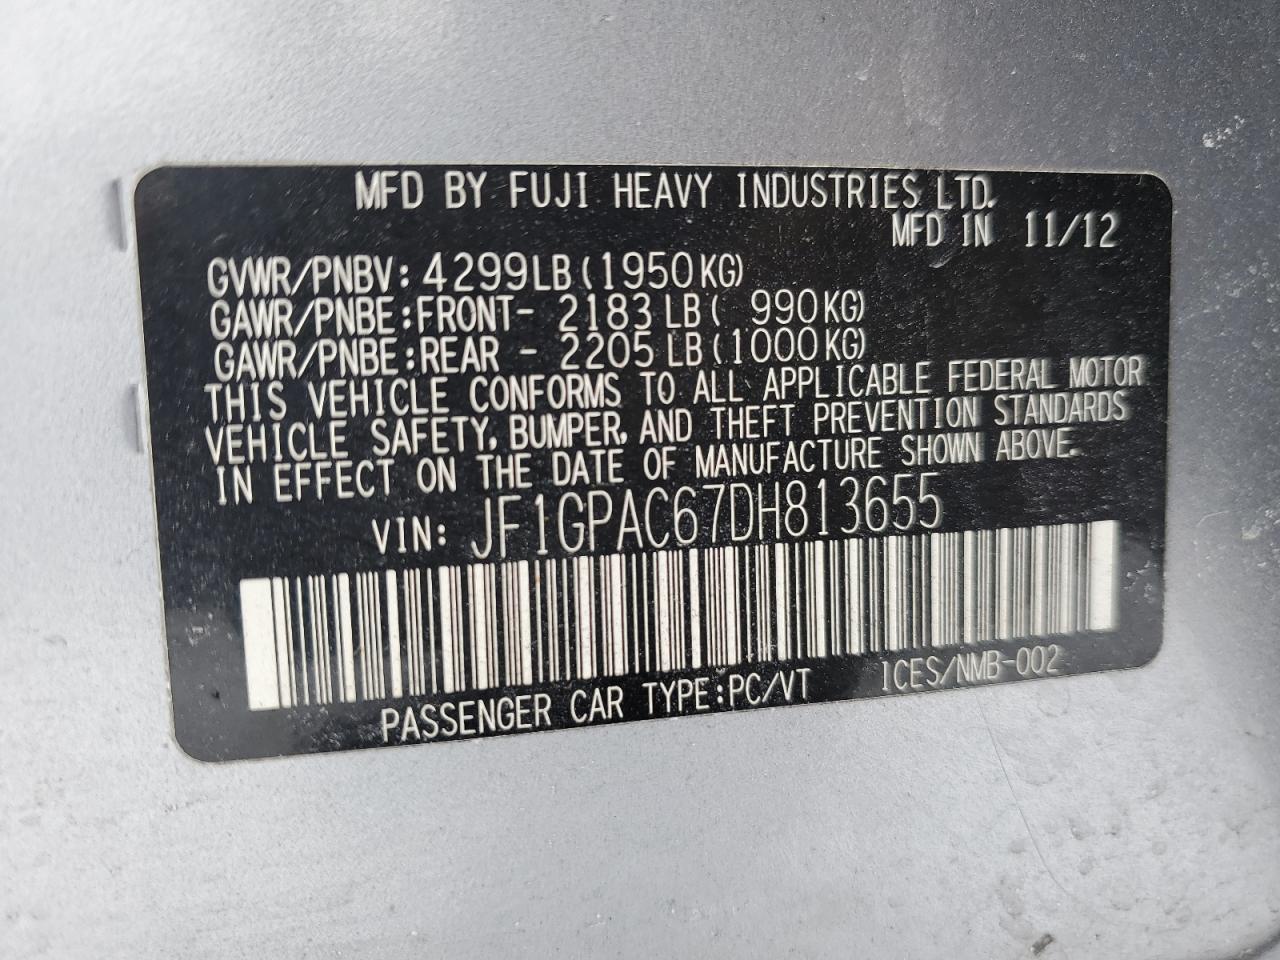 MFD BY FUJI HEAVY INDUSTRIES LTD.
MFD IN 11/12
GVWR/PNBV: 4299LB(1950KG)
GAWR/PNBE:FRONT- 2183 LB( 990KG)
GAWR/PNBE:REAR - 2205 LB(1000KG)
THIS VEHICLE CONFORMS TO ALL APPLICABLE FEDERAL MOTOR
VEHICLE SAFETY, BUMPER, AND THEFT PREVENTION STANDARDS
IN EFFECT ON THE DATE OF MANUFACTURE SHOWN ABOVE.
VIN: JF1GPAC67DH813655
PASSENGER CAR TYPE:PC/VT ICES/NMB-002